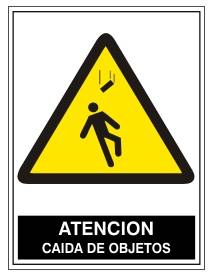 ATENCION
CAIDA DE OBJETOS